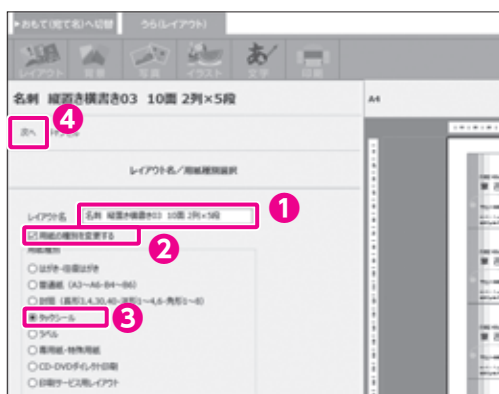 ▶おもて(宛て名)へ切替 うら(レイアウト)
レイアウト 背景 写真 イラスト 文字 印刷
名刺 縦置き横書き03 10面 2列×5段
A4
4
次へ
レイアウト名/用紙種別選択
レイアウト名 名刺 縦置き横書き03 10面 2列×5段
1
用紙の種別を変更する
2
用紙種別
はがき・往復はがき
普通紙 (A3~A6・B4~B6)
封筒 (長形3,4,30,40・洋形1~4,6・角形1~8)
タックシール
3
ラベル
専用紙・特殊用紙
CD・DVDダイレクト印刷
印刷サービス用レイアウト